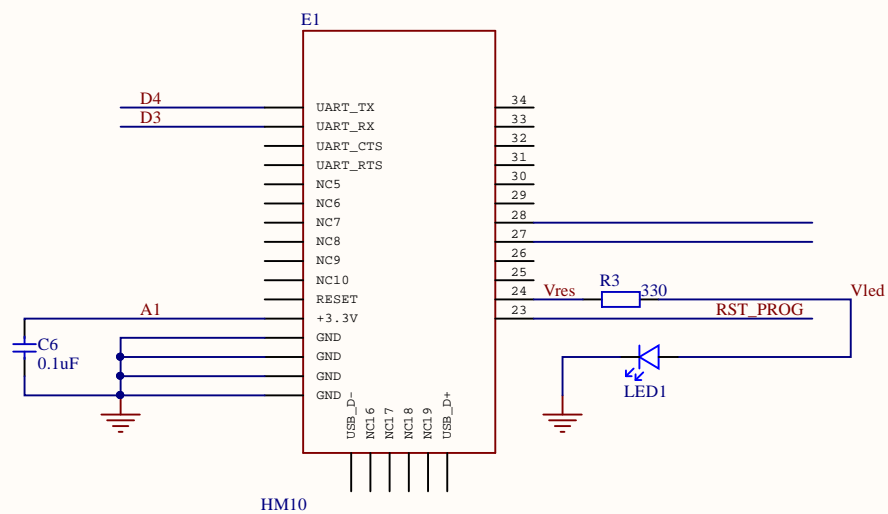 E1
D4
UART_TX
34
D3
UART_RX
33
UART_CTS
32
UART_RTS
31
NC5
30
NC6
29
NC7
28
NC8
27
NC9
26
NC10
25
RESET
24
Vres
R3
330
Vled
A1
+3.3V
23
RST_PROG
GND
C6
0.1uF
GND
GND
GND
LED1
USB_D-
NC16
NC17
NC18
NC19
USB_D+
HM10